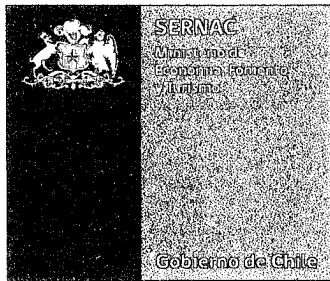 SERNAC
Ministerio de
Economía, Fomento
y Turismo
Gobierno de Chile